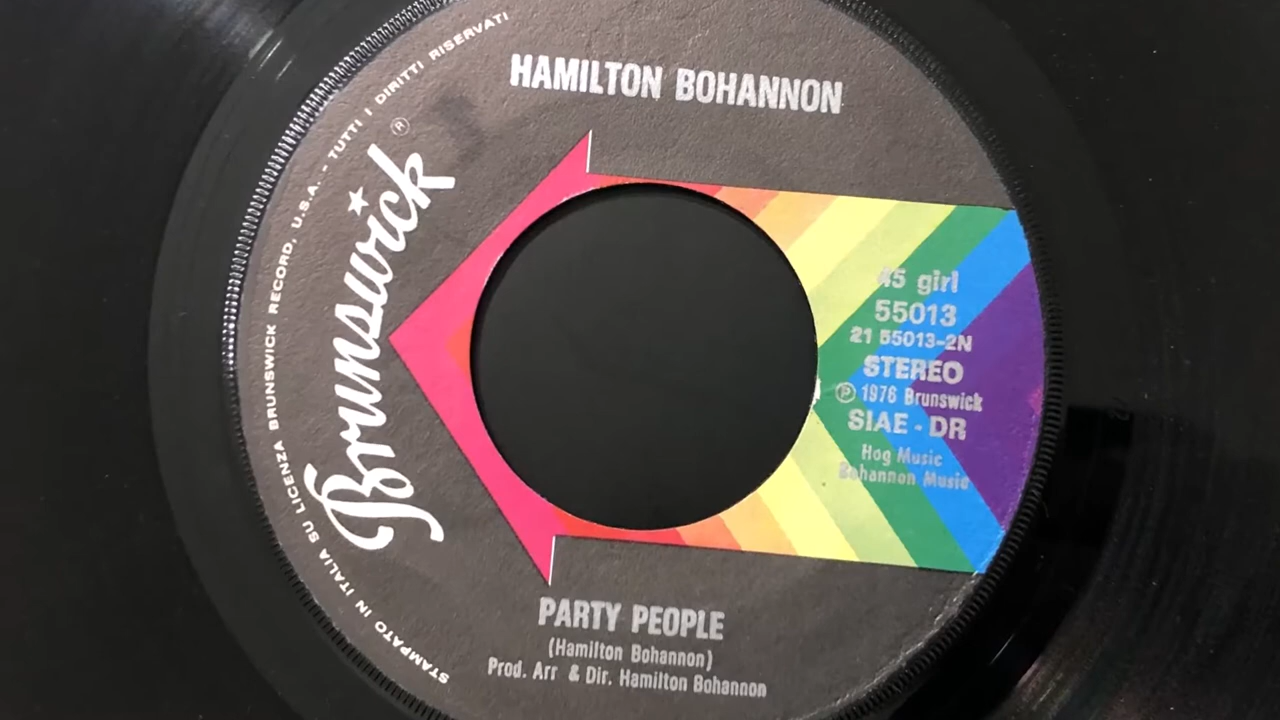 HAMILTON BOHANNON
Brunswick ®
STAMPATO IN ITALIA SU LICENZA BRUNSWICK RECORD, U.S.A. - TUTTI I DIRITTI RISERVATI
45 giri
55013
21 55013-2N
STEREO
℗ 1976 Brunswick
SIAE - DR
Hog Music
Bohannon Music
PARTY PEOPLE
(Hamilton Bohannon)
Prod. Arr & Dir. Hamilton Bohannon